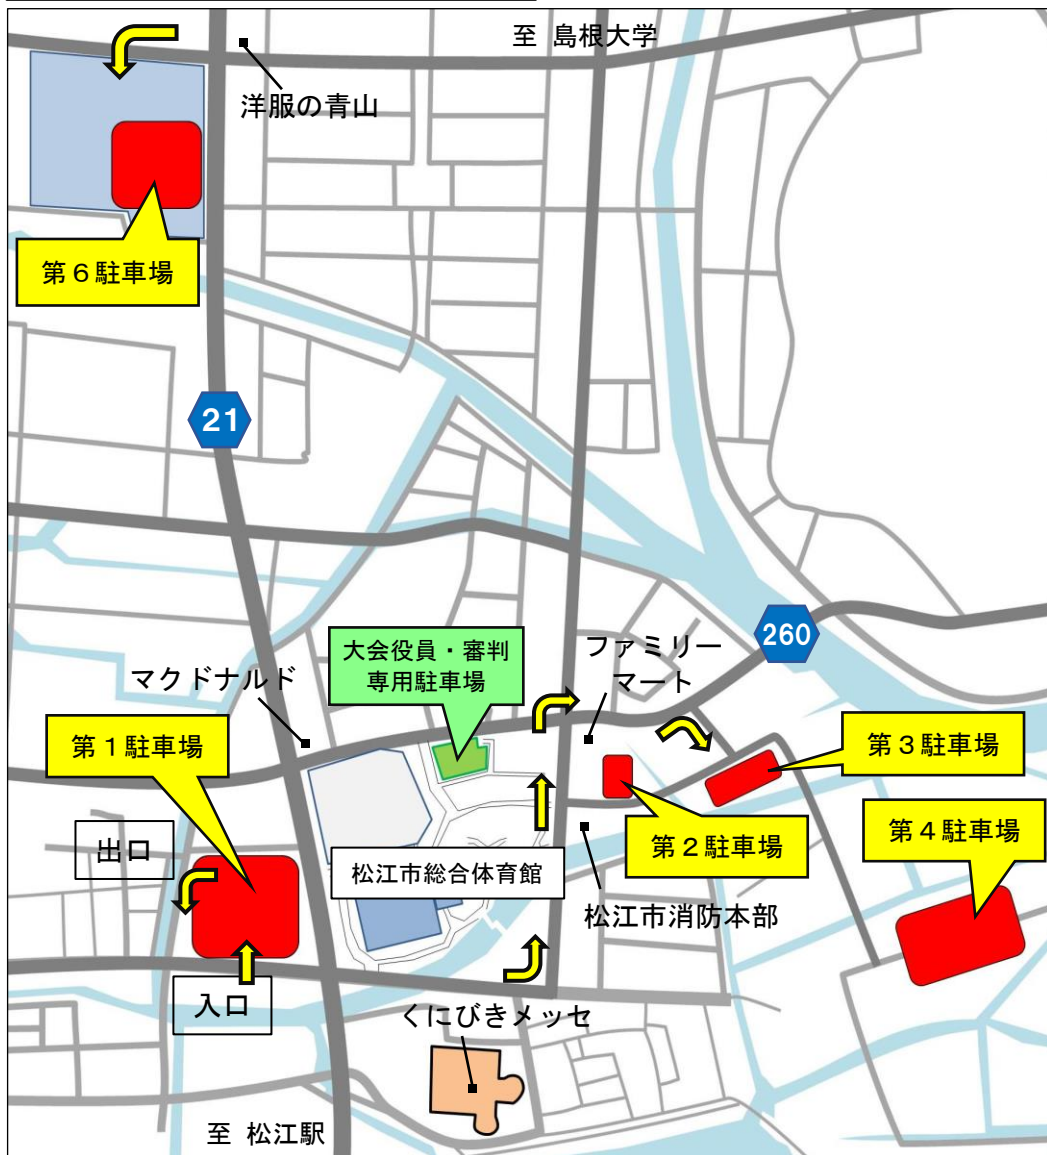 至 島根大学
洋服の青山
第６駐車場
21
260
大会役員・審判
専用駐車場
ファミリー
マート
マクドナルド
第１駐車場
第３駐車場
第２駐車場
第４駐車場
出口
松江市総合体育館
松江市消防本部
入口
くにびきメッセ
至 松江駅